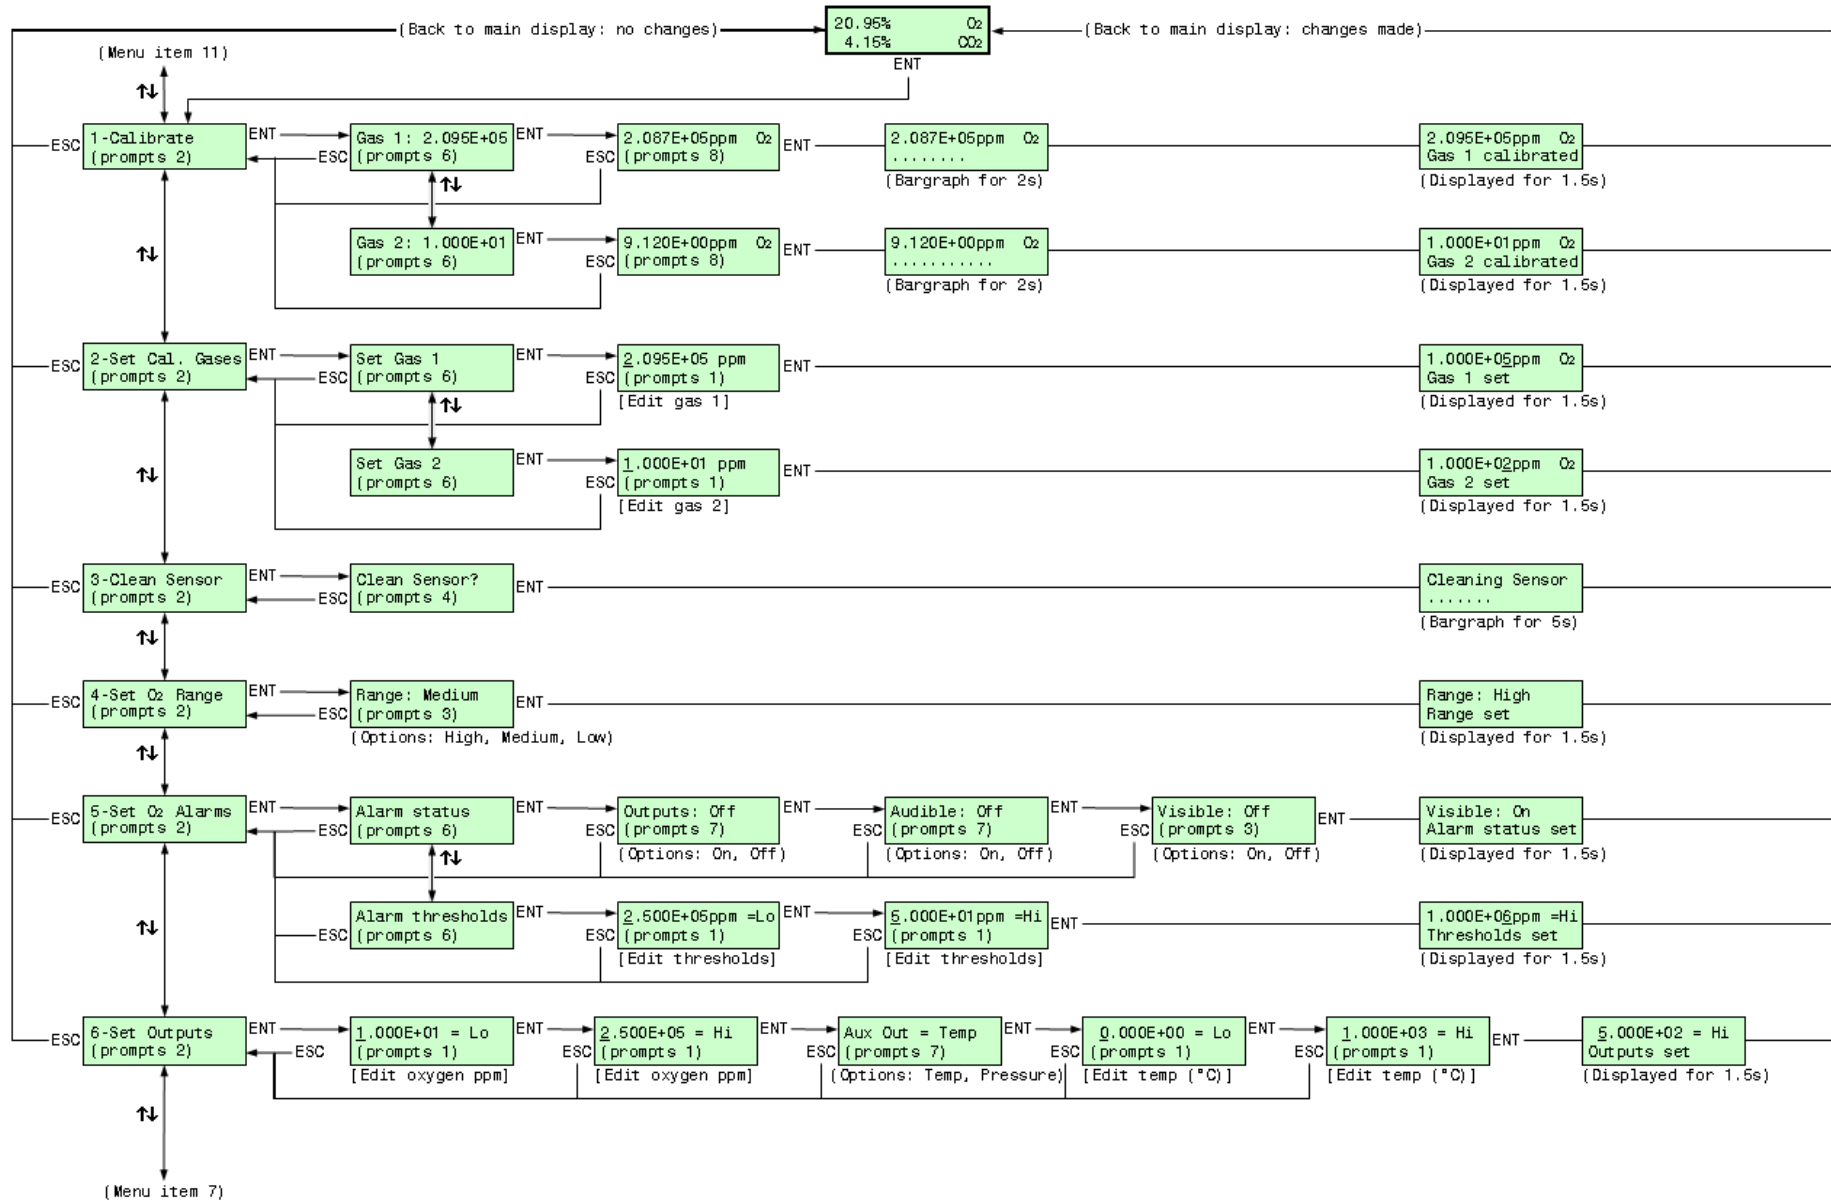 (Back to main display: no changes)
20.95% O₂
4.15% CO₂
(Back to main display: changes made)
ENT
(Menu item 11)
↑↓
ESC
1-Calibrate
(prompts 2)
ENT
ESC
Gas 1: 2.095E+05
(prompts 6)
ENT
ESC
2.087E+05ppm O₂
(prompts 8)
ENT
2.087E+05ppm O₂
........
(Bargraph for 2s)
2.095E+05ppm O₂
Gas 1 calibrated
(Displayed for 1.5s)
↑↓
↑↓
Gas 2: 1.000E+01
(prompts 6)
ENT
ESC
9.120E+00ppm O₂
(prompts 8)
ENT
9.120E+00ppm O₂
...........
(Bargraph for 2s)
1.000E+01ppm O₂
Gas 2 calibrated
(Displayed for 1.5s)
ESC
2-Set Cal. Gases
(prompts 2)
ENT
ESC
Set Gas 1
(prompts 6)
ENT
ESC
2.095E+05 ppm
(prompts 1)
[Edit gas 1]
ENT
1.000E+05ppm O₂
Gas 1 set
(Displayed for 1.5s)
↑↓
↑↓
Set Gas 2
(prompts 6)
ENT
ESC
1.000E+01 ppm
(prompts 1)
[Edit gas 2]
ENT
1.000E+02ppm O₂
Gas 2 set
(Displayed for 1.5s)
ESC
3-Clean Sensor
(prompts 2)
ENT
ESC
Clean Sensor?
(prompts 4)
ENT
Cleaning Sensor
.......
(Bargraph for 5s)
↑↓
ESC
4-Set O₂ Range
(prompts 2)
ENT
ESC
Range: Medium
(prompts 3)
(Options: High, Medium, Low)
ENT
Range: High
Range set
(Displayed for 1.5s)
↑↓
ESC
5-Set O₂ Alarms
(prompts 2)
ENT
ESC
Alarm status
(prompts 6)
ENT
ESC
Outputs: Off
(prompts 7)
(Options: On, Off)
ENT
ESC
Audible: Off
(prompts 7)
(Options: On, Off)
ENT
ESC
Visible: Off
(prompts 3)
(Options: On, Off)
ENT
Visible: On
Alarm status set
(Displayed for 1.5s)
↑↓
↑↓
ESC
Alarm thresholds
(prompts 6)
ENT
ESC
2.500E+05ppm =Lo
(prompts 1)
[Edit thresholds]
ENT
ESC
5.000E+01ppm =Hi
(prompts 1)
[Edit thresholds]
ENT
1.000E+06ppm =Hi
Thresholds set
(Displayed for 1.5s)
ESC
6-Set Outputs
(prompts 2)
ENT
ESC
1.000E+01 = Lo
(prompts 1)
[Edit oxygen ppm]
ENT
ESC
2.500E+05 = Hi
(prompts 1)
[Edit oxygen ppm]
ENT
ESC
Aux Out = Temp
(prompts 7)
(Options: Temp, Pressure)
ENT
ESC
0.000E+00 = Lo
(prompts 1)
[Edit temp (°C)]
ENT
ESC
1.000E+03 = Hi
(prompts 1)
[Edit temp (°C)]
ENT
5.000E+02 = Hi
Outputs set
(Displayed for 1.5s)
↑↓
(Menu item 7)